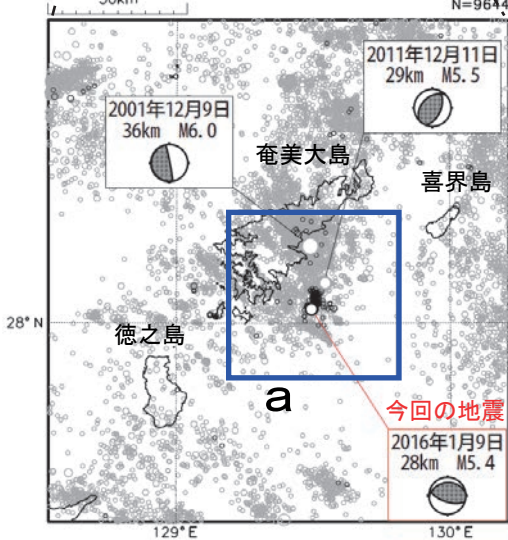 50km
N=9644
2011年12月11日
29km M5.5
2001年12月9日
36km M6.0
奄美大島
喜界島
28°N
徳之島
a
今回の地震
2016年1月9日
28km M5.4
129°E
130°E